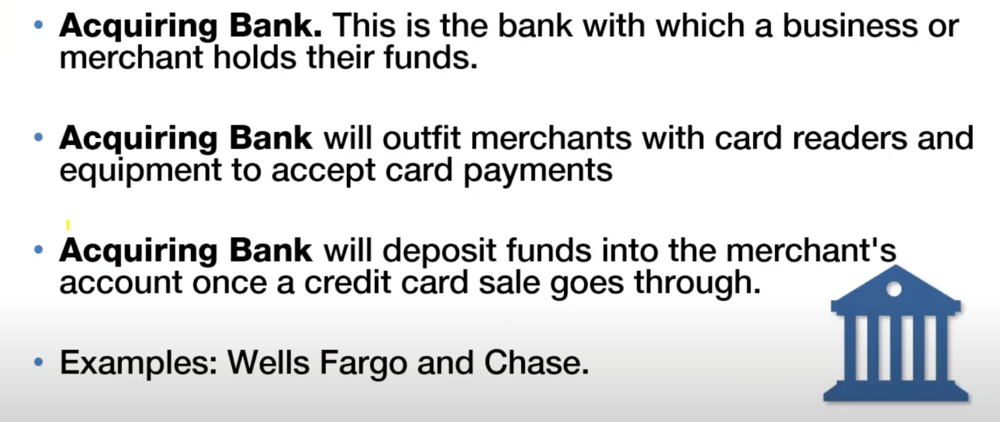 • Acquiring Bank. This is the bank with which a business or
merchant holds their funds.
• Acquiring Bank will outfit merchants with card readers and
equipment to accept card payments
• Acquiring Bank will deposit funds into the merchant's
account once a credit card sale goes through.
• Examples: Wells Fargo and Chase.